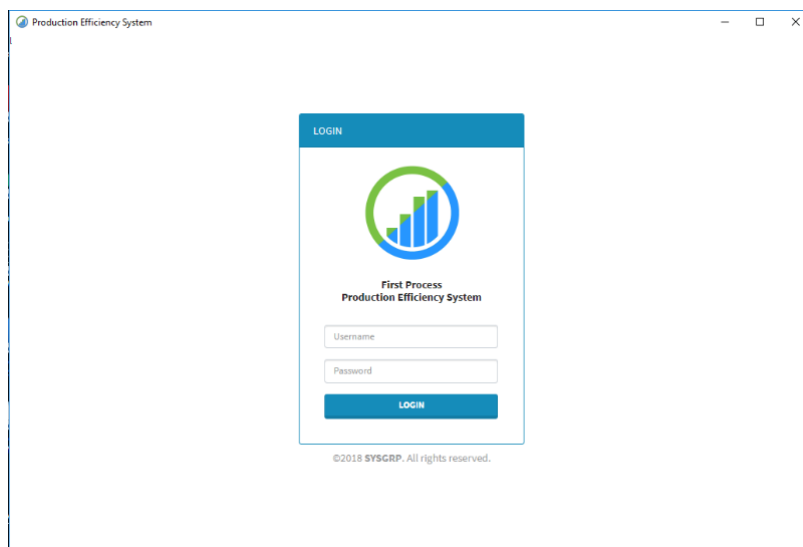 Production Efficiency System
LOGIN
First Process
Production Efficiency System
Username
Password
LOGIN
©2018 SYSGRP. All rights reserved.